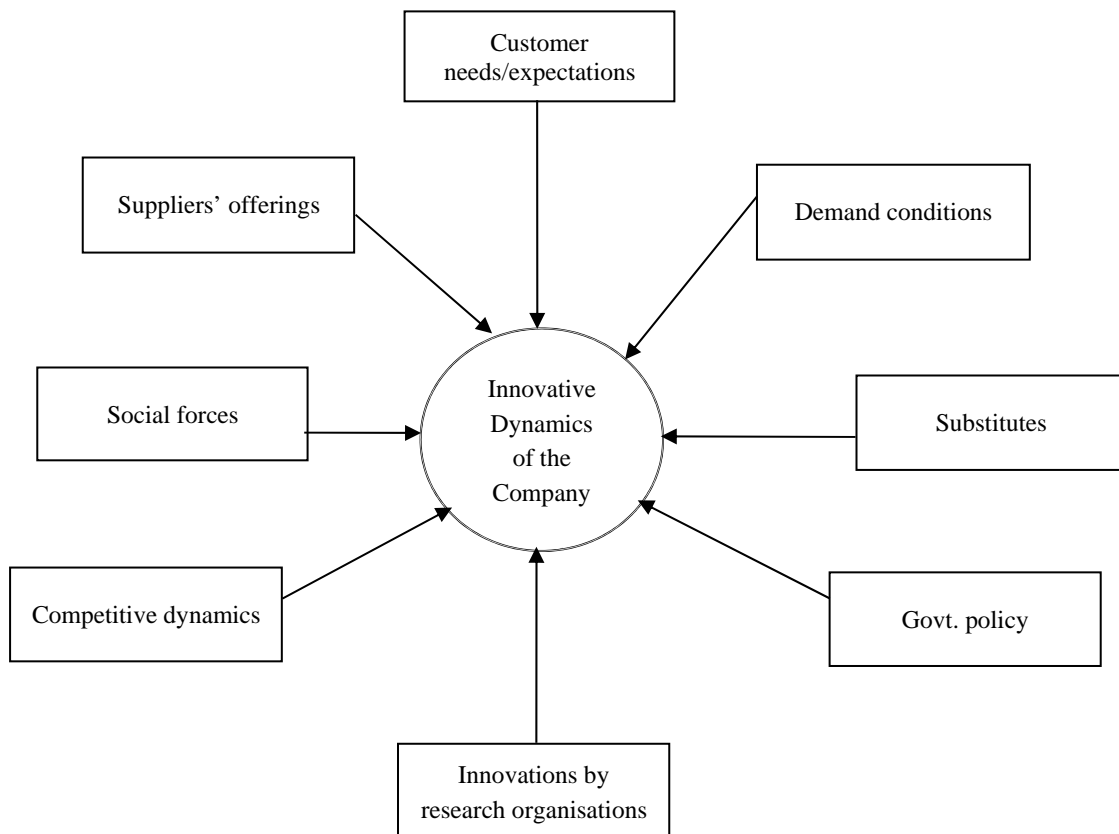 Customer
needs/expectations
Suppliers’ offerings
Demand conditions
Innovative
Dynamics
of the
Company
Social forces
Substitutes
Competitive dynamics
Govt. policy
Innovations by
research organisations